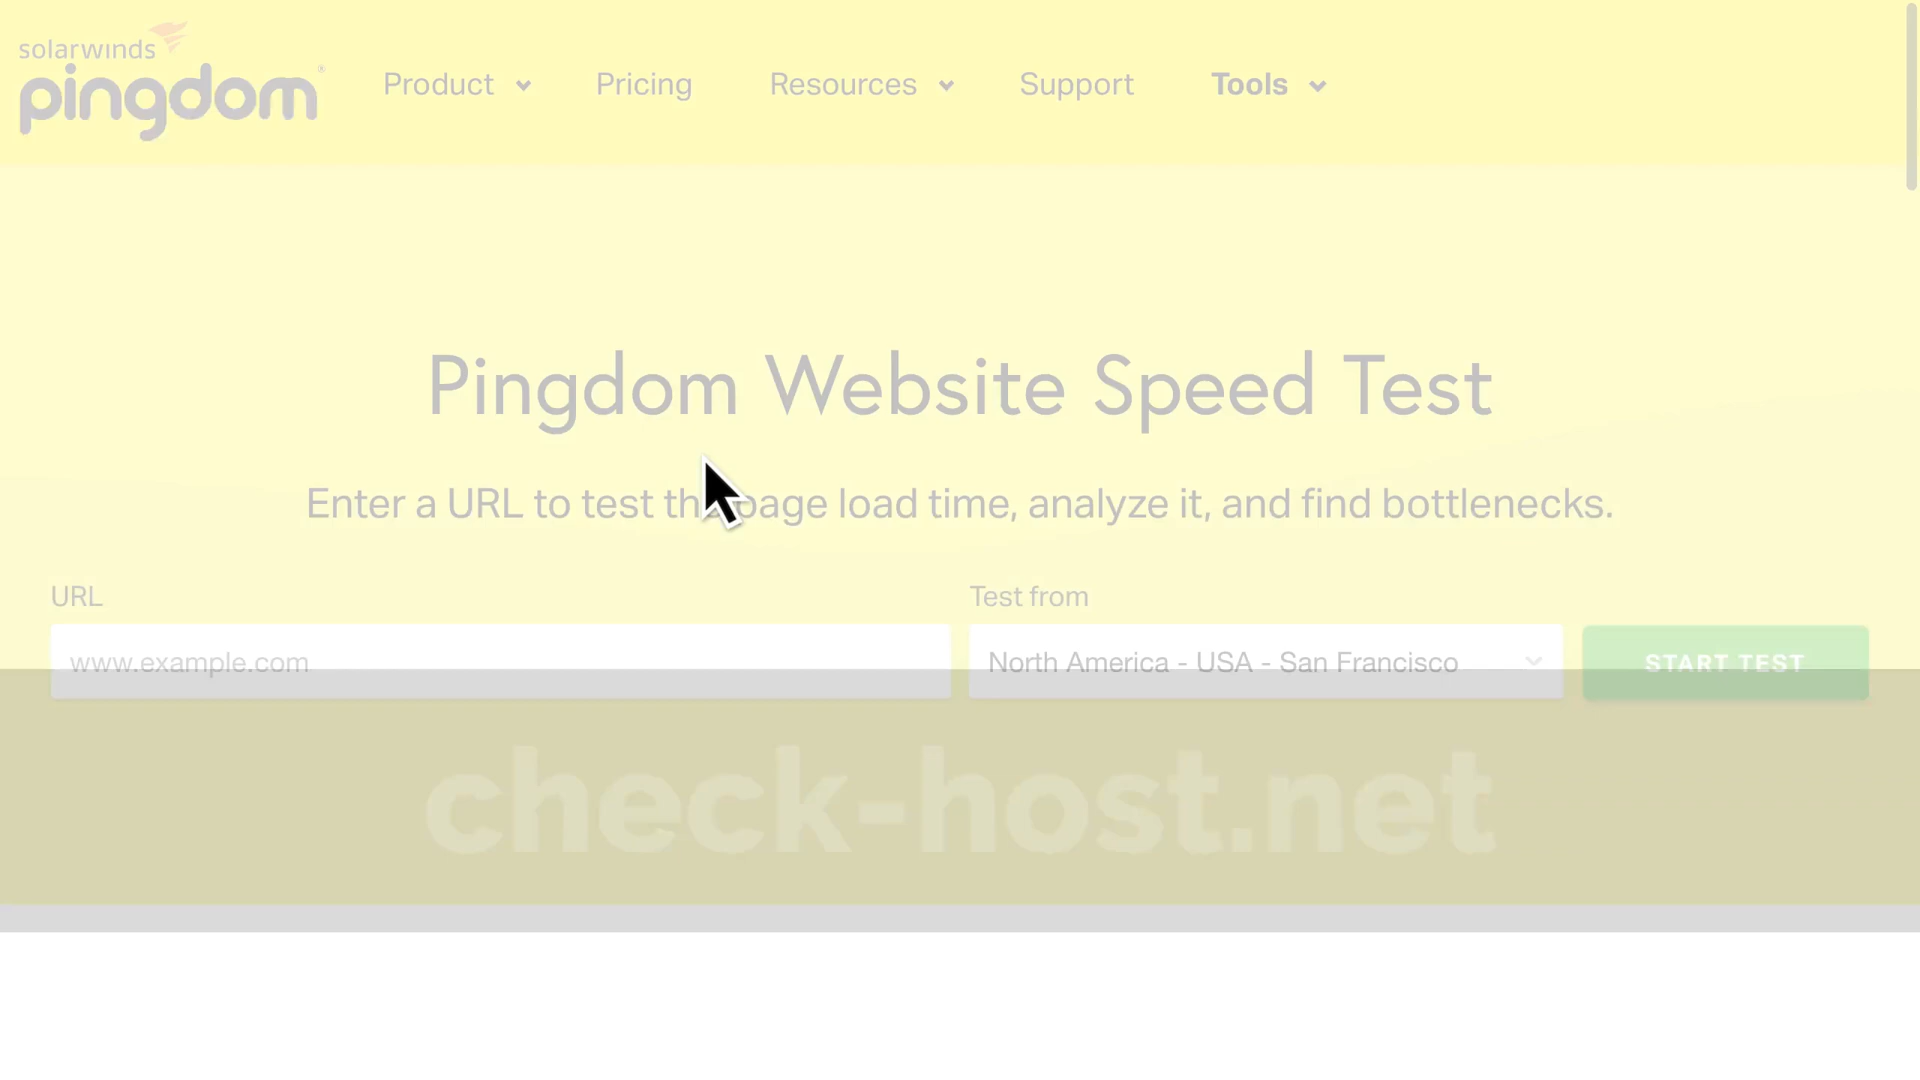 solarwinds
pingdom
Product Pricing Resources Support Tools
Pingdom Website Speed Test
Enter a URL to test the page load time, analyze it, and find bottlenecks.
URL
Test from
www.example.com
North America - USA - San Francisco
START TEST
check-host.net